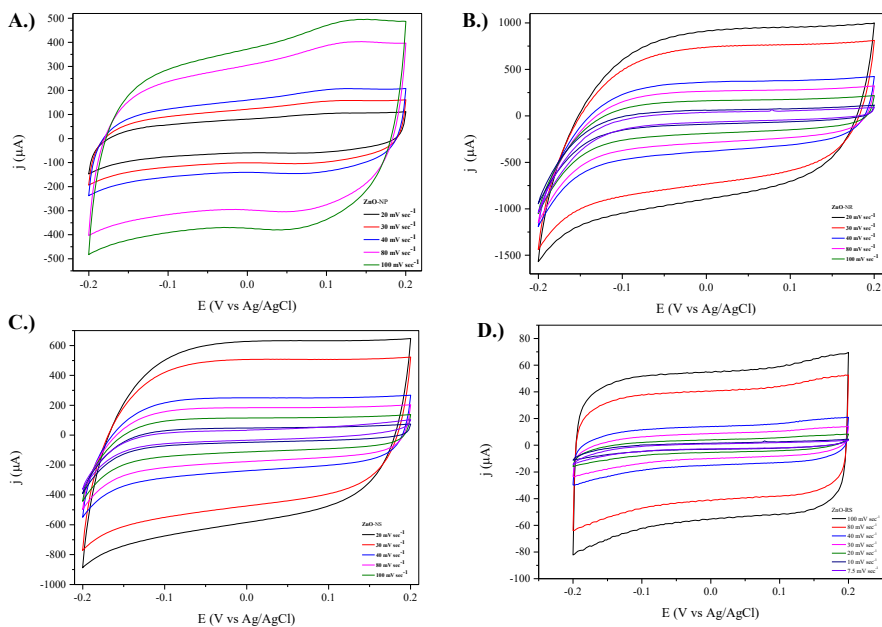 A.)
500
400
300
200
100
0
-100
-200
-300
-400
-500
j (µA)
-0.2
-0.1
0.0
0.1
0.2
E (V vs Ag/AgCl)
ZnO-NP
20 mV sec⁻¹
30 mV sec⁻¹
40 mV sec⁻¹
80 mV sec⁻¹
100 mV sec⁻¹
B.)
1000
500
0
-500
-1000
-1500
j (µA)
-0.2
-0.1
0.0
0.1
0.2
E (V vs Ag/AgCl)
ZnO-NR
20 mV sec⁻¹
30 mV sec⁻¹
40 mV sec⁻¹
80 mV sec⁻¹
100 mV sec⁻¹
C.)
600
400
200
0
-200
-400
-600
-800
-1000
j (µA)
-0.2
-0.1
0.0
0.1
0.2
E (V vs Ag/AgCl)
ZnO-NS
20 mV sec⁻¹
30 mV sec⁻¹
40 mV sec⁻¹
80 mV sec⁻¹
100 mV sec⁻¹
D.)
80
60
40
20
0
-20
-40
-60
-80
-100
j (µA)
-0.2
-0.1
0.0
0.1
0.2
E (V vs Ag/AgCl)
ZnO-RS
100 mV sec⁻¹
80 mV sec⁻¹
40 mV sec⁻¹
30 mV sec⁻¹
20 mV sec⁻¹
10 mV sec⁻¹
7.5 mV sec⁻¹